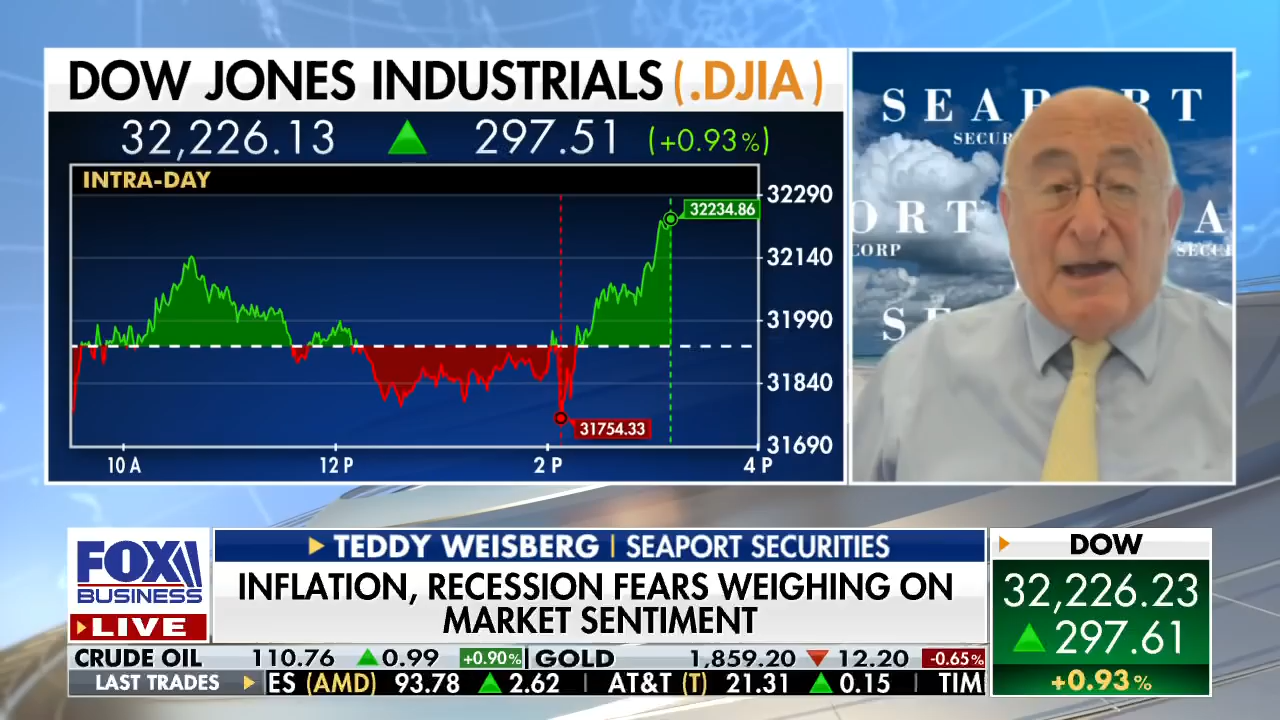 DOW JONES INDUSTRIALS (.DJIA)
32,226.13 ▲ 297.51 (+0.93%)
INTRA-DAY
32290
32234.86
32140
31990
31840
31754.33
31690
10 A
12 P
2 P
4 P
SECUR
ORT
CORP
TEDDY WEISBERG | SEAPORT SECURITIES
INFLATION, RECESSION FEARS WEIGHING ON
MARKET SENTIMENT
FOX
BUSINESS
LIVE
DOW
32,226.23
▲ 297.61
+0.93%
CRUDE OIL 110.76 ▲ 0.99 +0.90% GOLD 1,859.20 ▼ 12.20 -0.65%
LAST TRADES ES (AMD) 93.78 ▲ 2.62 | AT&T (T) 21.31 ▲ 0.15 | TIM